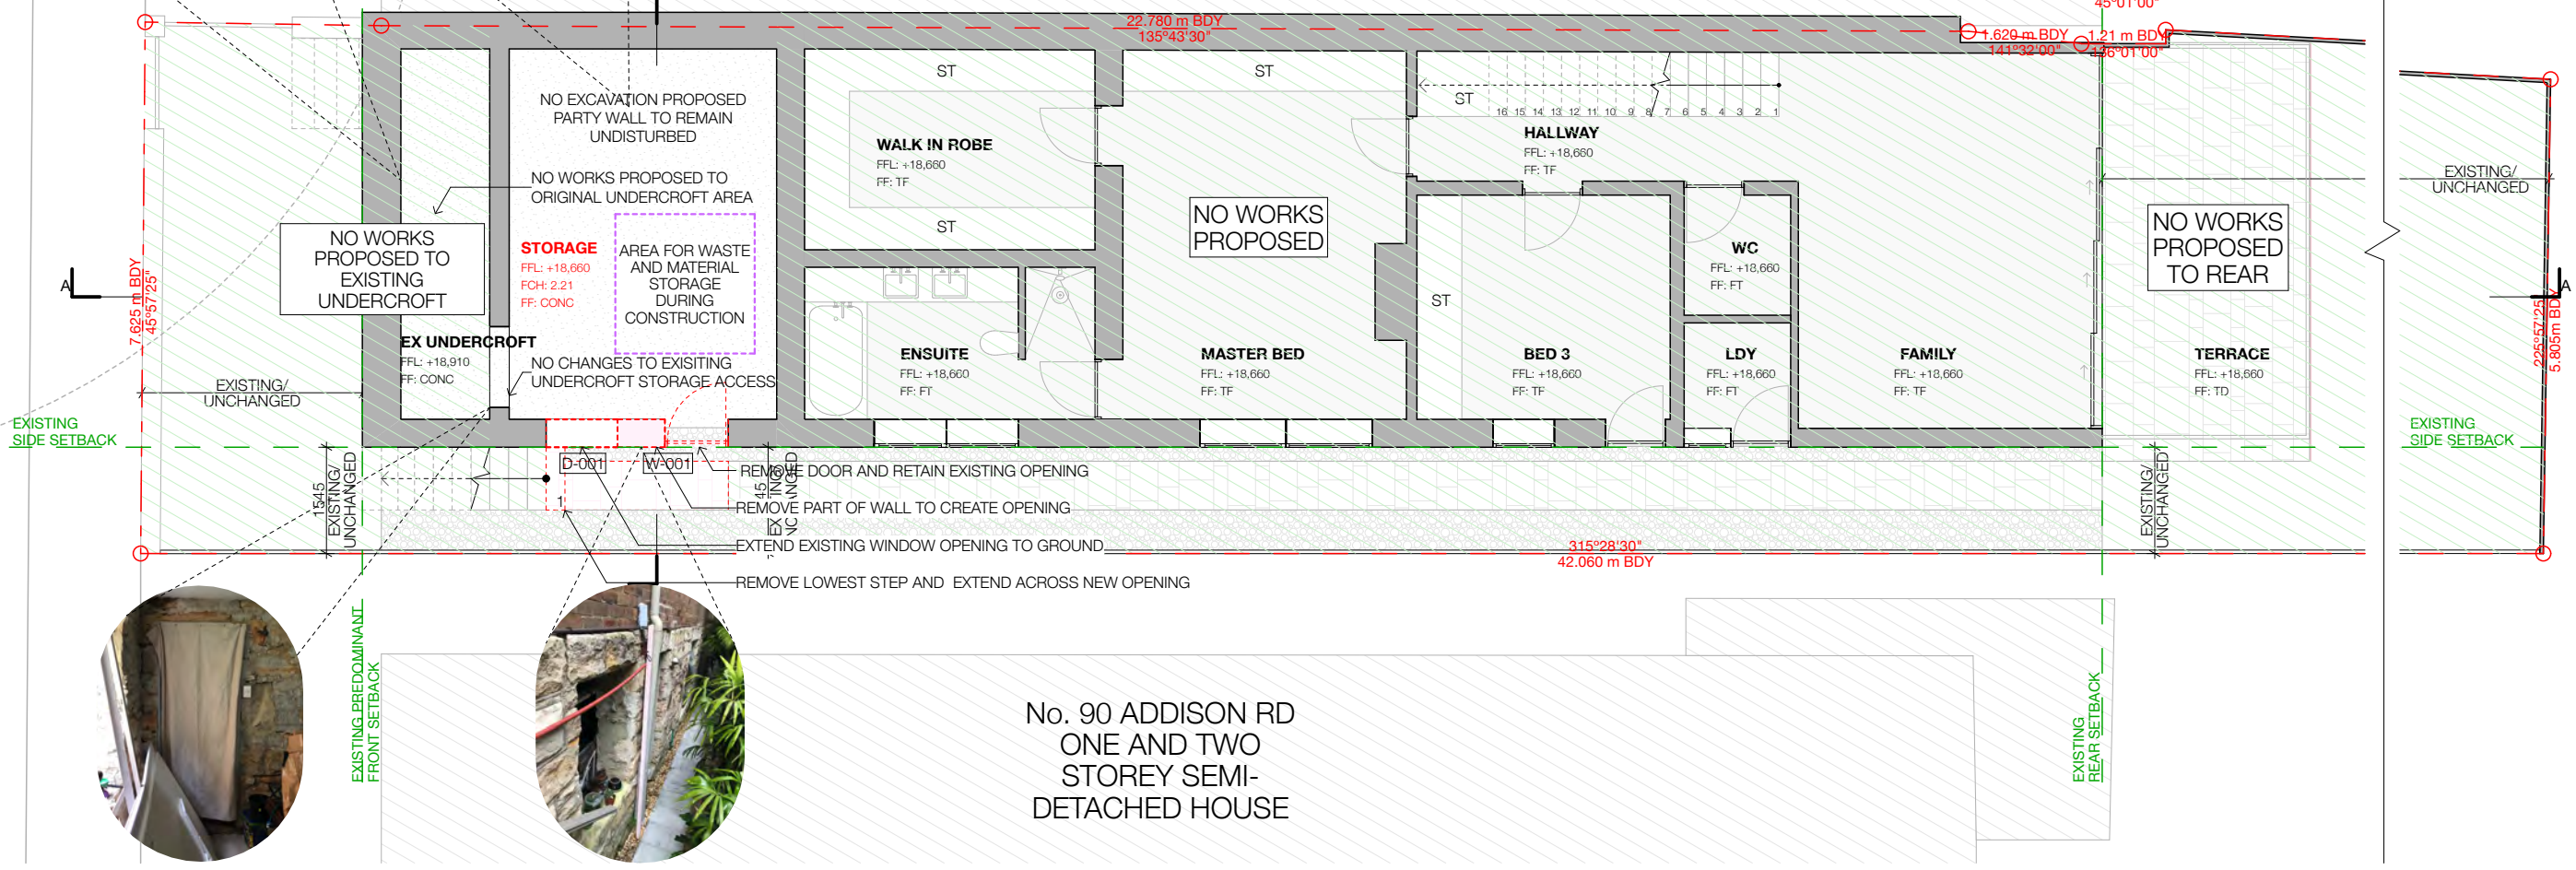 45°01'00"
22.780 m BDY
135°43'30"
1.620 m BDY
141°32'00"
1.21 m BDY
136°01'00"
ST
ST
ST
16 15 14 13 12 11 10 9 8 7 6 5 4 3 2 1
NO EXCAVATION PROPOSED
PARTY WALL TO REMAIN
UNDISTURBED
WALK IN ROBE
FFL: +18,660
FF: TF
HALLWAY
FFL: +18,660
FF: TF
NO WORKS PROPOSED TO
ORIGINAL UNDERCROFT AREA
EXISTING/
UNCHANGED
NO WORKS
PROPOSED TO
EXISTING
UNDERCROFT
STORAGE
FFL: +18,660
FCH: 2.21
FF: CONC
AREA FOR WASTE
AND MATERIAL
STORAGE
DURING
CONSTRUCTION
ST
NO WORKS
PROPOSED
WC
FFL: +18,660
FF: FT
NO WORKS
PROPOSED
TO REAR
A
A
7.625 m BDY
45°57'25"
225°57'25"
5.805m BDY
ST
EX UNDERCROFT
FFL: +18,910
FF: CONC
NO CHANGES TO EXISITING
UNDERCROFT STORAGE ACCESS
ENSUITE
FFL: +18,660
FF: FT
MASTER BED
FFL: +18,660
FF: TF
BED 3
FFL: +18,660
FF: TF
LDY
FFL: +18,660
FF: FT
FAMILY
FFL: +18,660
FF: TF
TERRACE
FFL: +18,660
FF: TD
EXISTING/
UNCHANGED
EXISTING
SIDE SETBACK
EXISTING
SIDE SETBACK
D-001
W-001
REMOVE DOOR AND RETAIN EXISTING OPENING
1545
EXISTING/
UNCHANGED
1
REMOVE PART OF WALL TO CREATE OPENING
EXTEND EXISTING WINDOW OPENING TO GROUND
REMOVE LOWEST STEP AND EXTEND ACROSS NEW OPENING
EXISTING/
UNCHANGED
315°28'30"
42.060 m BDY
EXISTING PREDOMINANT
FRONT SETBACK
No. 90 ADDISON RD
ONE AND TWO
STOREY SEMI-
DETACHED HOUSE
EXISTING
REAR SETBACK